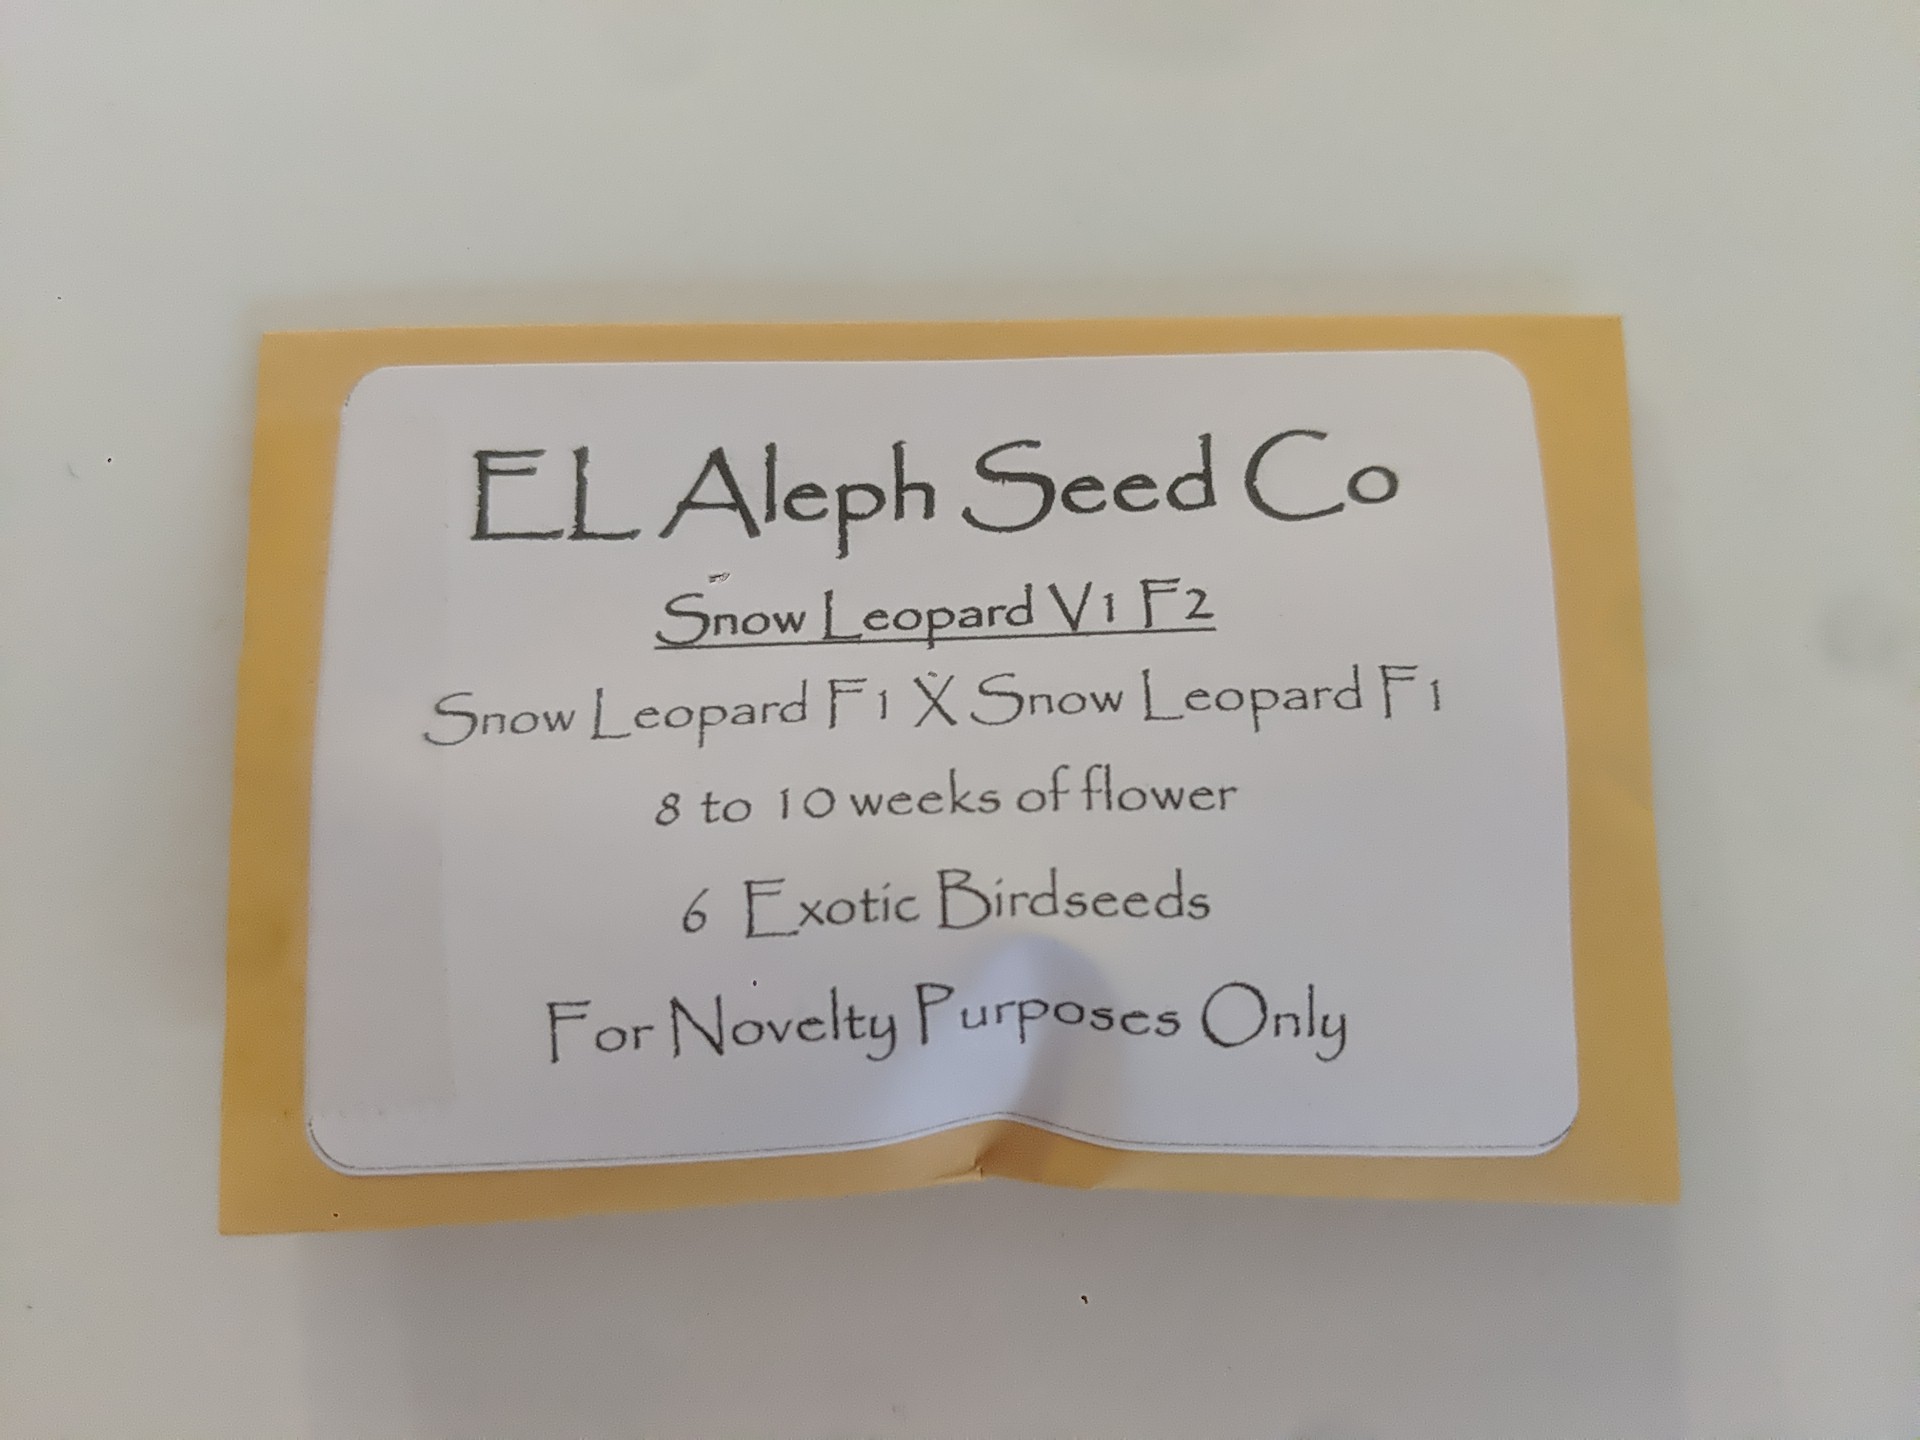 EL Aleph Seed Co
Snow Leopard V1 F2
Snow Leopard F1 X Snow Leopard F1
8 to 10 weeks of flower
6 Exotic Birdseeds
For Novelty Purposes Only